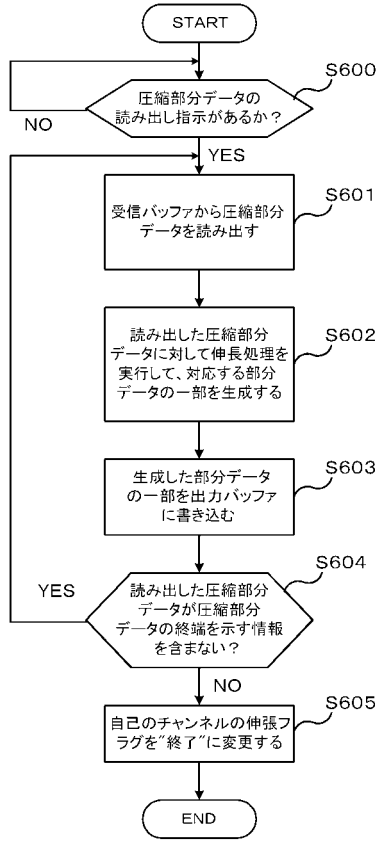 START
S600
圧縮部分データの
読み出し指示があるか？
NO
YES
S601
受信バッファから圧縮部分
データを読み出す
S602
読み出した圧縮部分
データに対して伸長処理を
実行して、対応する部分
データの一部を生成する
S603
生成した部分データ
の一部を出力バッファ
に書き込む
S604
YES
読み出した圧縮部分
データが圧縮部分
データの終端を示す情報
を含まない？
NO
S605
自己のチャンネルの伸張フ
ラグを"終了"に変更する
END